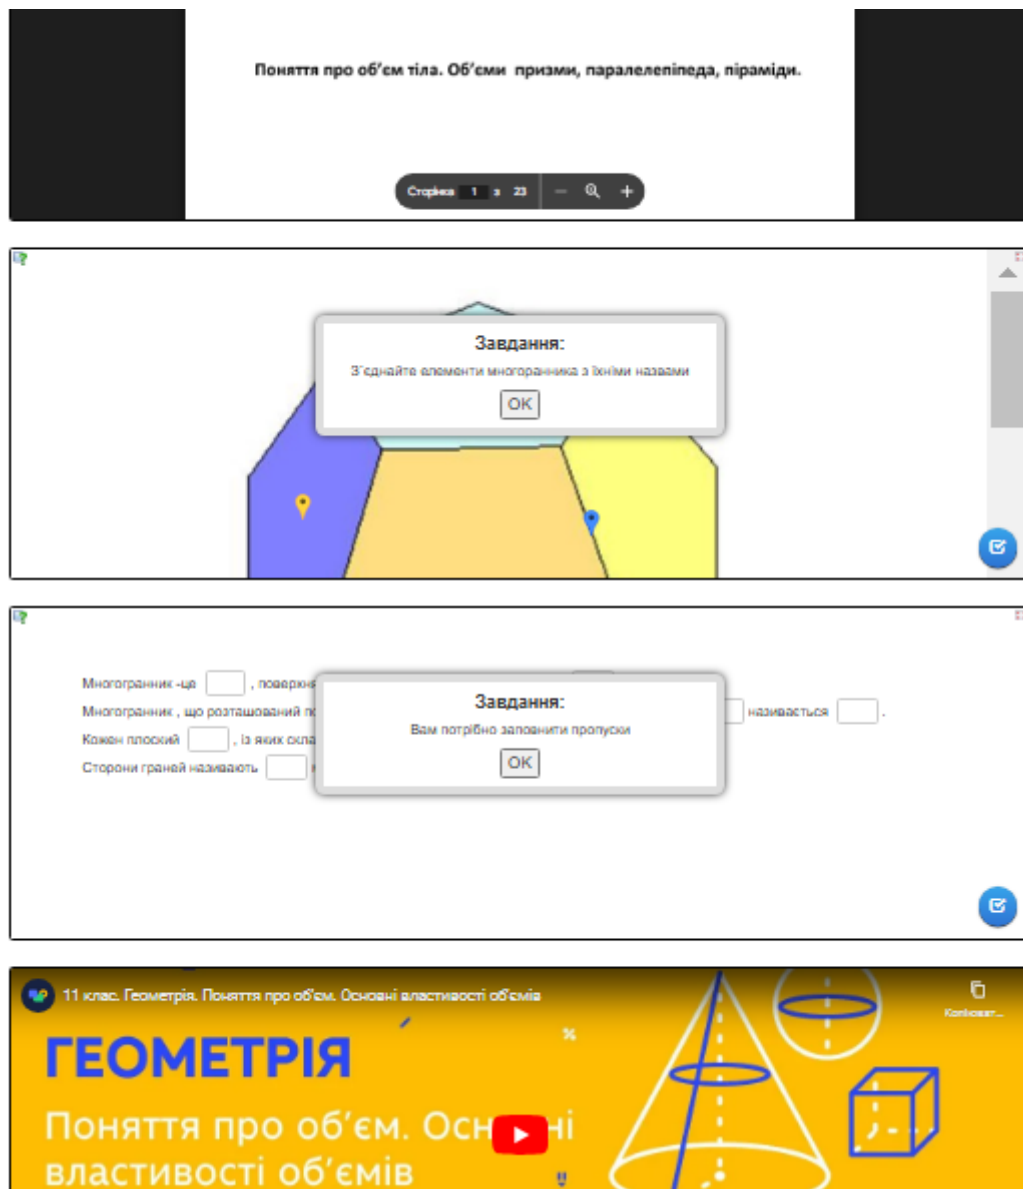 Поняття про об'єм тіла. Об'єми призми, паралелепіпеда, піраміди.
Сторінка 1 з 23
Завдання:
З`єднайте елементи многоранника з їхніми назвами
OK
Многогранник -це , поверхня
Многогранник , що розташований по називається .
Кожен плоский , із яких скла
Сторони граней називають
Завдання:
Вам потрібно заповнити пропуски
OK
11 клас. Геометрія. Поняття про об'єм. Основні властивості об'ємів
Копіюват...
ГЕОМЕТРІЯ
Поняття про об'єм. Осн ні
властивості об'ємів